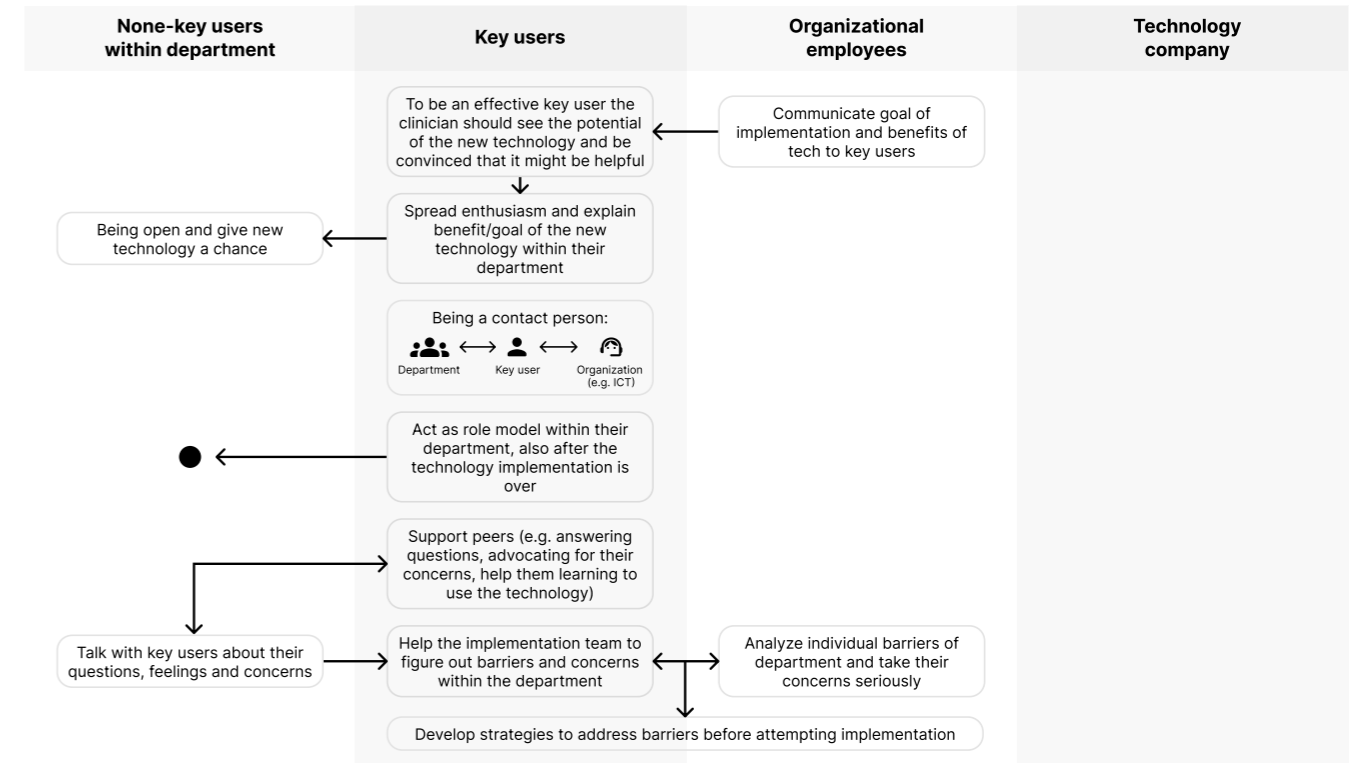 None-key users
within department
Key users
Organizational
employees
Technology
company
To be an effective key user the
clinician should see the potential
of the new technology and be
convinced that it might be helpful
Communicate goal of
implementation and benefits of
tech to key users
Being open and give new
technology a chance
Spread enthusiasm and explain
benefit/goal of the new
technology within their
department
Being a contact person:
Department
Key user
Organization
(e.g. ICT)
Act as role model within their
department, also after the
technology implementation is
over
Support peers (e.g. answering
questions, advocating for their
concerns, help them learning to
use the technology)
Talk with key users about their
questions, feelings and concerns
Help the implementation team to
figure out barriers and concerns
within the department
Analyze individual barriers of
department and take their
concerns seriously
Develop strategies to address barriers before attempting implementation